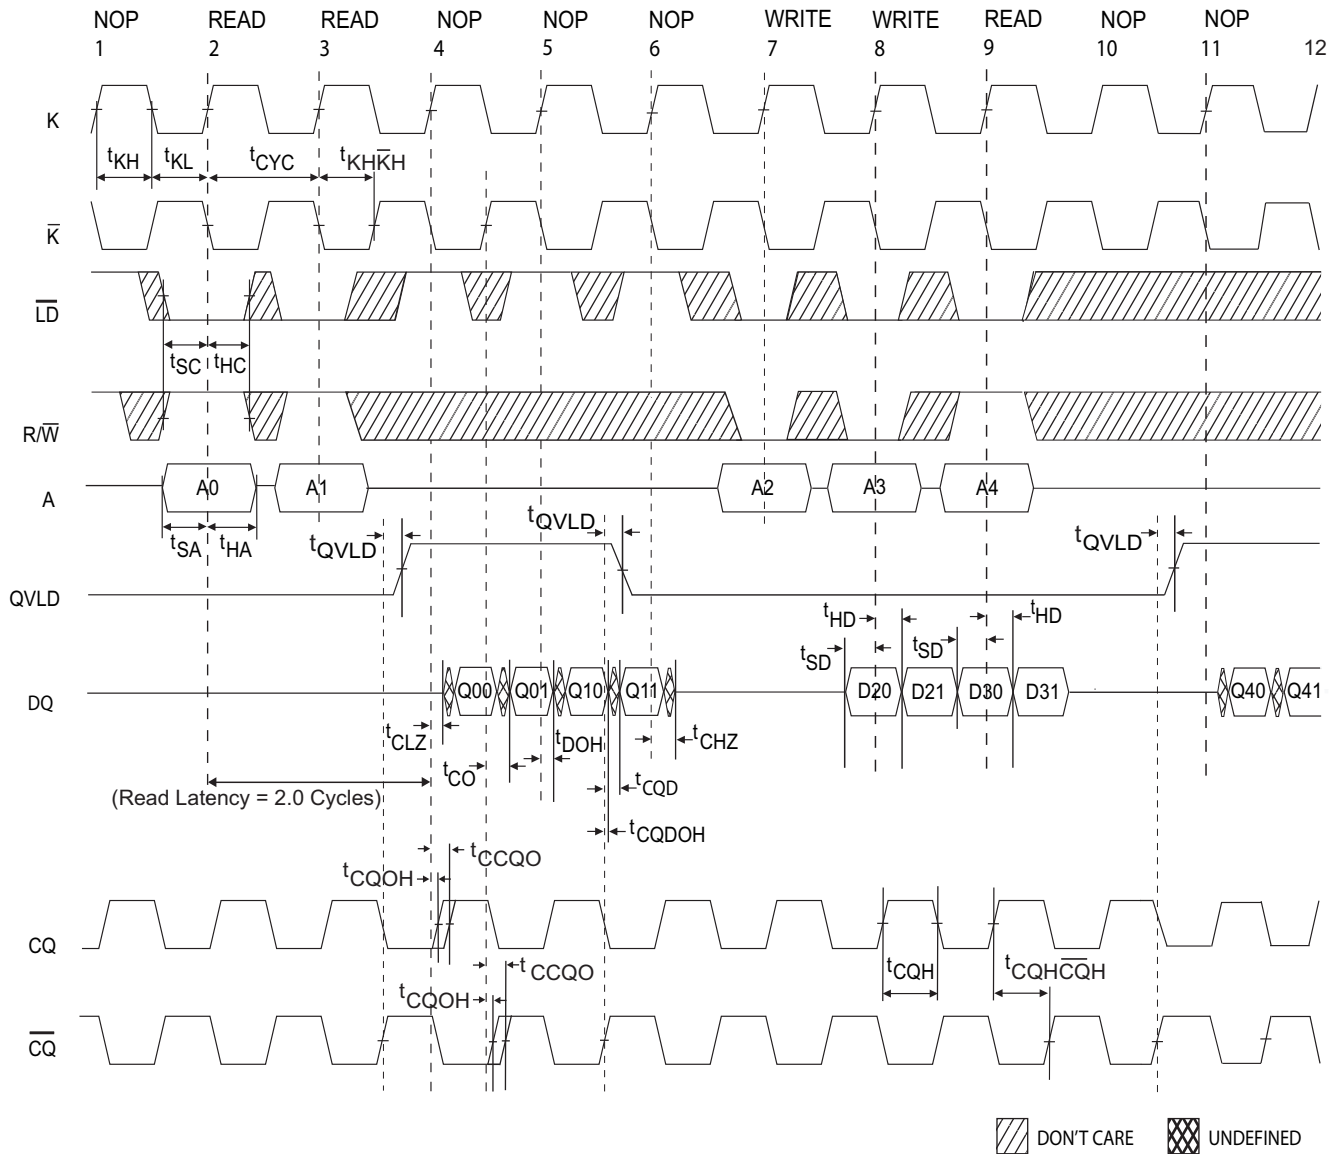 NOP READ READ NOP NOP NOP WRITE WRITE READ NOP NOP
1 2 3 4 5 6 7 8 9 10 11 12
K
tKH tKL tCYC tKHK̅H
K̅
L̅D̅
tSC tHC
R/W̅
A A0 A1 A2 A3 A4
tSA tHA tQVLD tQVLD tQVLD
QVLD
tHD tHD
tSD tSD
DQ Q00 Q01 Q10 Q11 D20 D21 D30 D31 Q40 Q41
tCLZ tDOH tCHZ
tCO tCQD
(Read Latency = 2.0 Cycles)
tCQDOH
tCCQO
tCQOH
CQ
tCCQO tCQH tCQHC̅Q̅H
tCQOH
C̅Q̅
DON'T CARE UNDEFINED